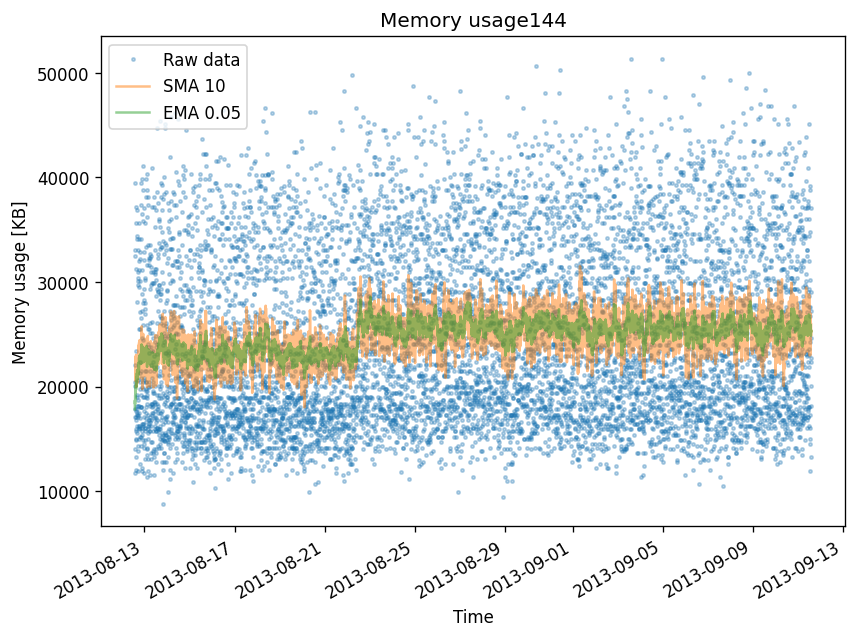 Memory usage144
Raw data
SMA 10
EMA 0.05
50000
40000
30000
20000
10000
Memory usage [KB]
2013-08-13
2013-08-17
2013-08-21
2013-08-25
2013-08-29
2013-09-01
2013-09-05
2013-09-09
2013-09-13
Time